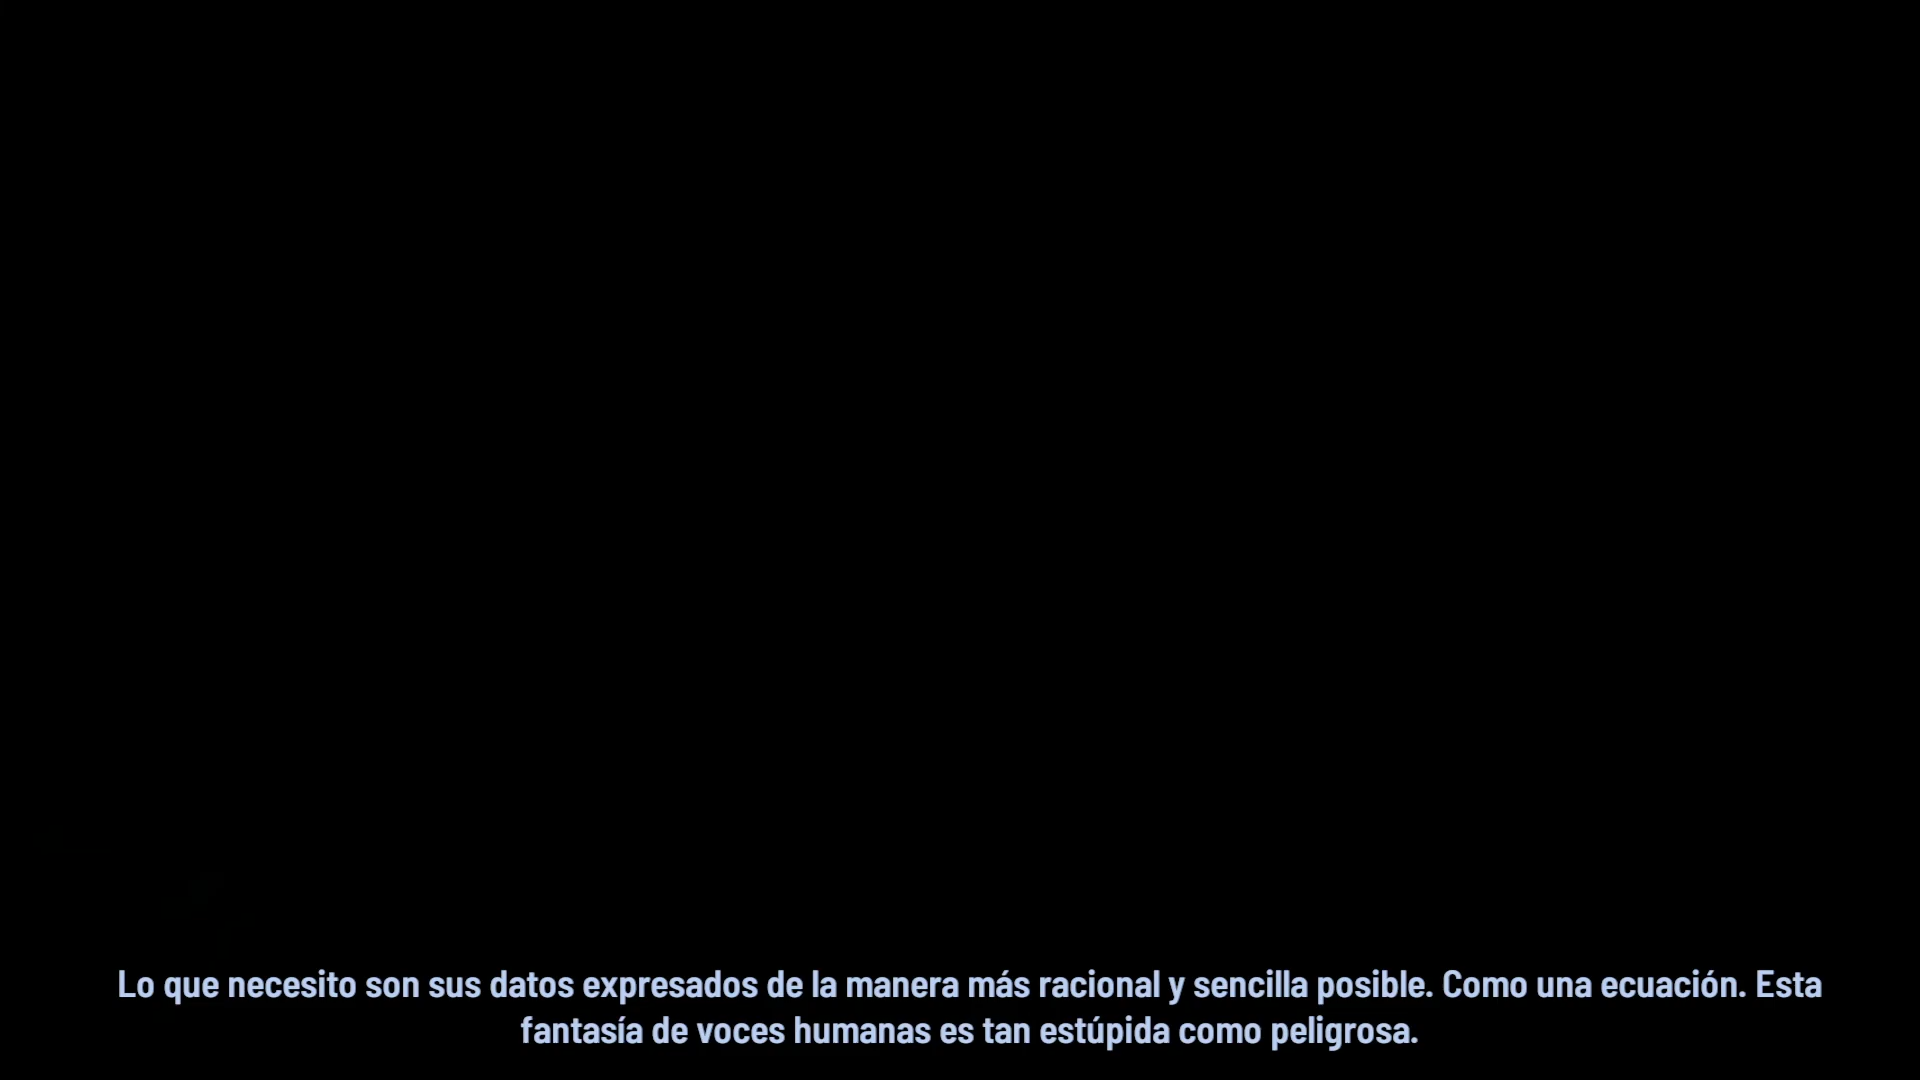 Lo que necesito son sus datos expresados de la manera más racional y sencilla posible. Como una ecuación. Esta
fantasía de voces humanas es tan estúpida como peligrosa.